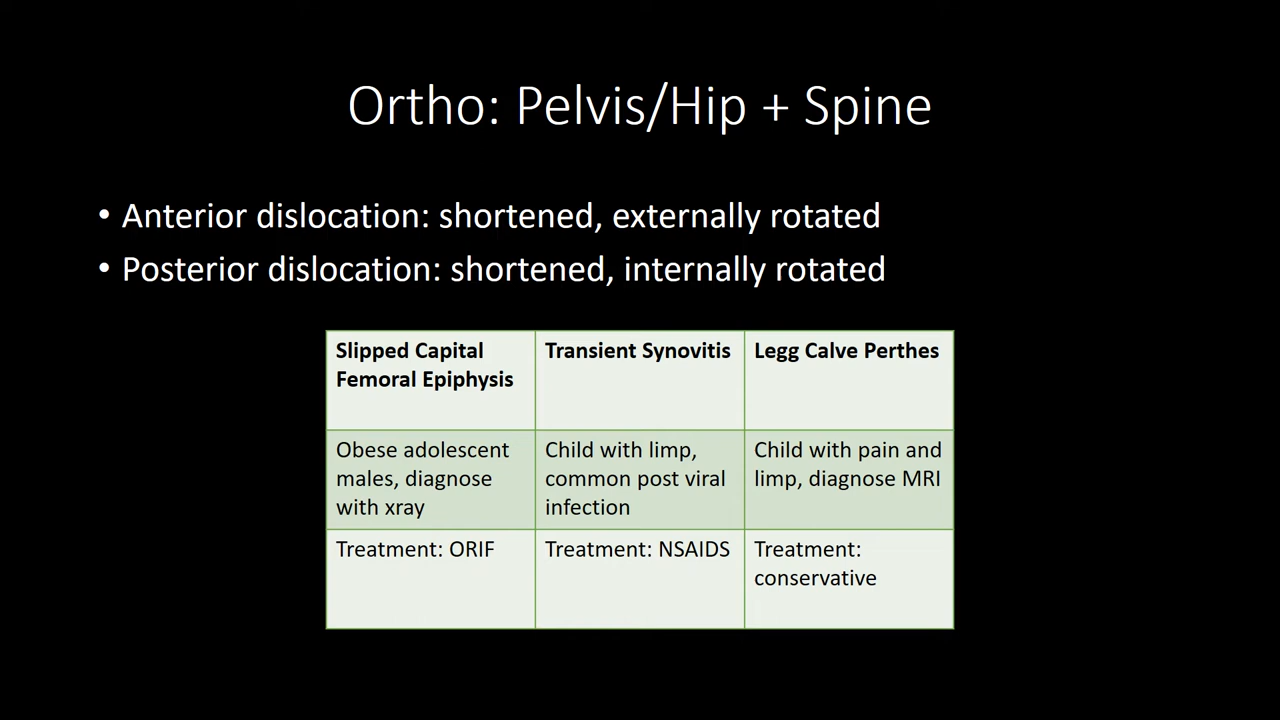 Ortho: Pelvis/Hip + Spine
• Anterior dislocation: shortened, externally rotated
• Posterior dislocation: shortened, internally rotated
Slipped Capital
Femoral Epiphysis
Transient Synovitis
Legg Calve Perthes
Obese adolescent
males, diagnose
with xray
Child with limp,
common post viral
infection
Child with pain and
limp, diagnose MRI
Treatment: ORIF
Treatment: NSAIDS
Treatment:
conservative